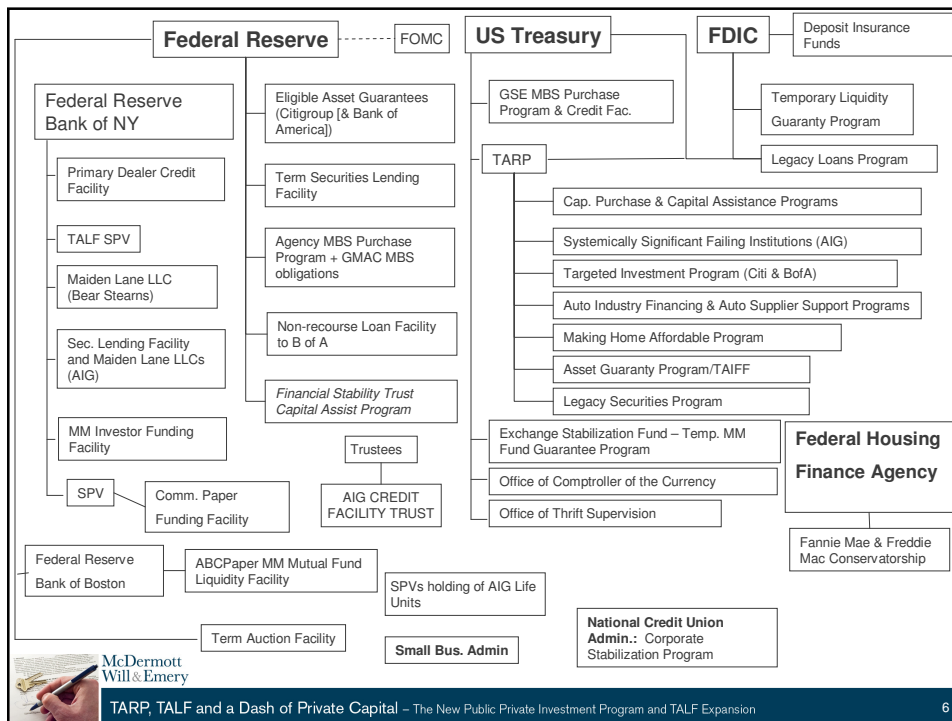 Federal Reserve
FOMC
US Treasury
FDIC
Deposit Insurance
Funds
Federal Reserve
Bank of NY
Primary Dealer Credit
Facility
TALF SPV
Maiden Lane LLC
(Bear Stearns)
Sec. Lending Facility
and Maiden Lane LLCs
(AIG)
MM Investor Funding
Facility
SPV
Comm. Paper
Funding Facility
Eligible Asset Guarantees
(Citigroup [& Bank of
America])
Term Securities Lending
Facility
Agency MBS Purchase
Program + GMAC MBS
obligations
Non-recourse Loan Facility
to B of A
Financial Stability Trust
Capital Assist Program
Trustees
AIG CREDIT
FACILITY TRUST
GSE MBS Purchase
Program & Credit Fac.
TARP
Cap. Purchase & Capital Assistance Programs
Systemically Significant Failing Institutions (AIG)
Targeted Investment Program (Citi & BofA)
Auto Industry Financing & Auto Supplier Support Programs
Making Home Affordable Program
Asset Guaranty Program/TAIFF
Legacy Securities Program
Exchange Stabilization Fund – Temp. MM
Fund Guarantee Program
Office of Comptroller of the Currency
Office of Thrift Supervision
Temporary Liquidity
Guaranty Program
Legacy Loans Program
Federal Housing
Finance Agency
Fannie Mae & Freddie
Mac Conservatorship
Federal Reserve
Bank of Boston
ABCPaper MM Mutual Fund
Liquidity Facility
SPVs holding of AIG Life
Units
Term Auction Facility
Small Bus. Admin
National Credit Union
Admin.: Corporate
Stabilization Program
McDermott
Will & Emery
TARP, TALF and a Dash of Private Capital – The New Public Private Investment Program and TALF Expansion
6